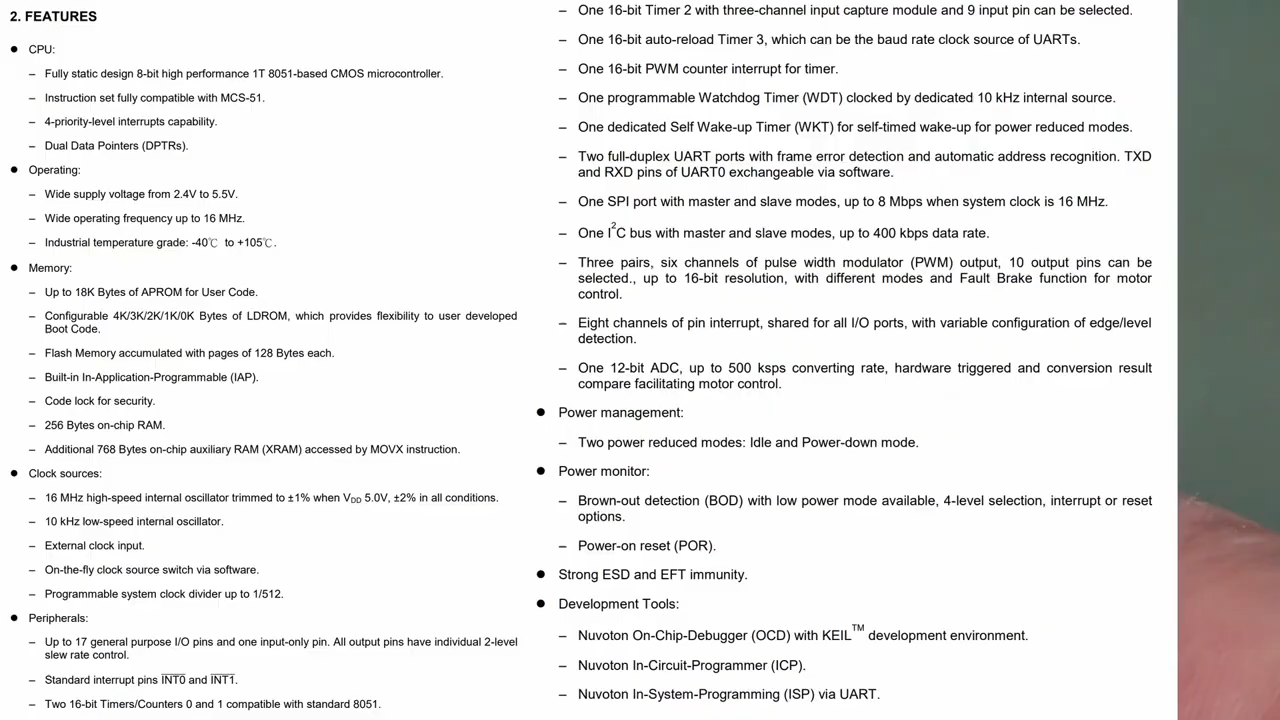 2. FEATURES
● CPU:
– Fully static design 8-bit high performance 1T 8051-based CMOS microcontroller.
– Instruction set fully compatible with MCS-51.
– 4-priority-level interrupts capability.
– Dual Data Pointers (DPTRs).
● Operating:
– Wide supply voltage from 2.4V to 5.5V.
– Wide operating frequency up to 16 MHz.
– Industrial temperature grade: -40℃ to +105℃.
● Memory:
– Up to 18K Bytes of APROM for User Code.
– Configurable 4K/3K/2K/1K/0K Bytes of LDROM, which provides flexibility to user developed
Boot Code.
– Flash Memory accumulated with pages of 128 Bytes each.
– Built-in In-Application-Programmable (IAP).
– Code lock for security.
– 256 Bytes on-chip RAM.
– Additional 768 Bytes on-chip auxiliary RAM (XRAM) accessed by MOVX instruction.
● Clock sources:
– 16 MHz high-speed internal oscillator trimmed to ±1% when VDD 5.0V, ±2% in all conditions.
– 10 kHz low-speed internal oscillator.
– External clock input.
– On-the-fly clock source switch via software.
– Programmable system clock divider up to 1/512.
● Peripherals:
– Up to 17 general purpose I/O pins and one input-only pin. All output pins have individual 2-level
slew rate control.
– Standard interrupt pins INT0 and INT1.
– Two 16-bit Timers/Counters 0 and 1 compatible with standard 8051.
– One 16-bit Timer 2 with three-channel input capture module and 9 input pin can be selected.
– One 16-bit auto-reload Timer 3, which can be the baud rate clock source of UARTs.
– One 16-bit PWM counter interrupt for timer.
– One programmable Watchdog Timer (WDT) clocked by dedicated 10 kHz internal source.
– One dedicated Self Wake-up Timer (WKT) for self-timed wake-up for power reduced modes.
– Two full-duplex UART ports with frame error detection and automatic address recognition. TXD
and RXD pins of UART0 exchangeable via software.
– One SPI port with master and slave modes, up to 8 Mbps when system clock is 16 MHz.
– One I2C bus with master and slave modes, up to 400 kbps data rate.
– Three pairs, six channels of pulse width modulator (PWM) output, 10 output pins can be
selected., up to 16-bit resolution, with different modes and Fault Brake function for motor
control.
– Eight channels of pin interrupt, shared for all I/O ports, with variable configuration of edge/level
detection.
– One 12-bit ADC, up to 500 ksps converting rate, hardware triggered and conversion result
compare facilitating motor control.
● Power management:
– Two power reduced modes: Idle and Power-down mode.
● Power monitor:
– Brown-out detection (BOD) with low power mode available, 4-level selection, interrupt or reset
options.
– Power-on reset (POR).
● Strong ESD and EFT immunity.
● Development Tools:
– Nuvoton On-Chip-Debugger (OCD) with KEILTM development environment.
– Nuvoton In-Circuit-Programmer (ICP).
– Nuvoton In-System-Programming (ISP) via UART.